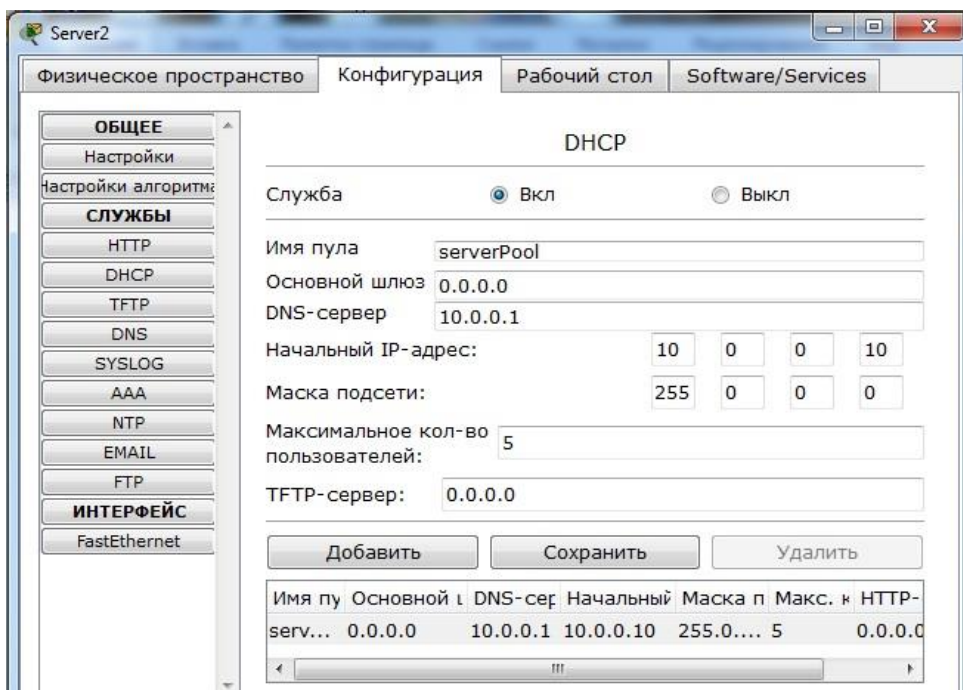 Server2
Физическое пространство Конфигурация Рабочий стол Software/Services
ОБЩЕЕ
Настройки
Настройки алгоритма
СЛУЖБЫ
HTTP
DHCP
TFTP
DNS
SYSLOG
AAA
NTP
EMAIL
FTP
ИНТЕРФЕЙС
FastEthernet
DHCP
Служба Вкл Выкл
Имя пула serverPool
Основной шлюз 0.0.0.0
DNS-сервер 10.0.0.1
Начальный IP-адрес: 10 0 0 10
Маска подсети: 255 0 0 0
Максимальное кол-во
пользователей: 5
TFTP-сервер: 0.0.0.0
Добавить Сохранить Удалить
Имя пу Основной ц DNS-сер Начальный Маска п Макс. к HTTP-
serv... 0.0.0.0 10.0.0.1 10.0.0.10 255.0.... 5 0.0.0.0